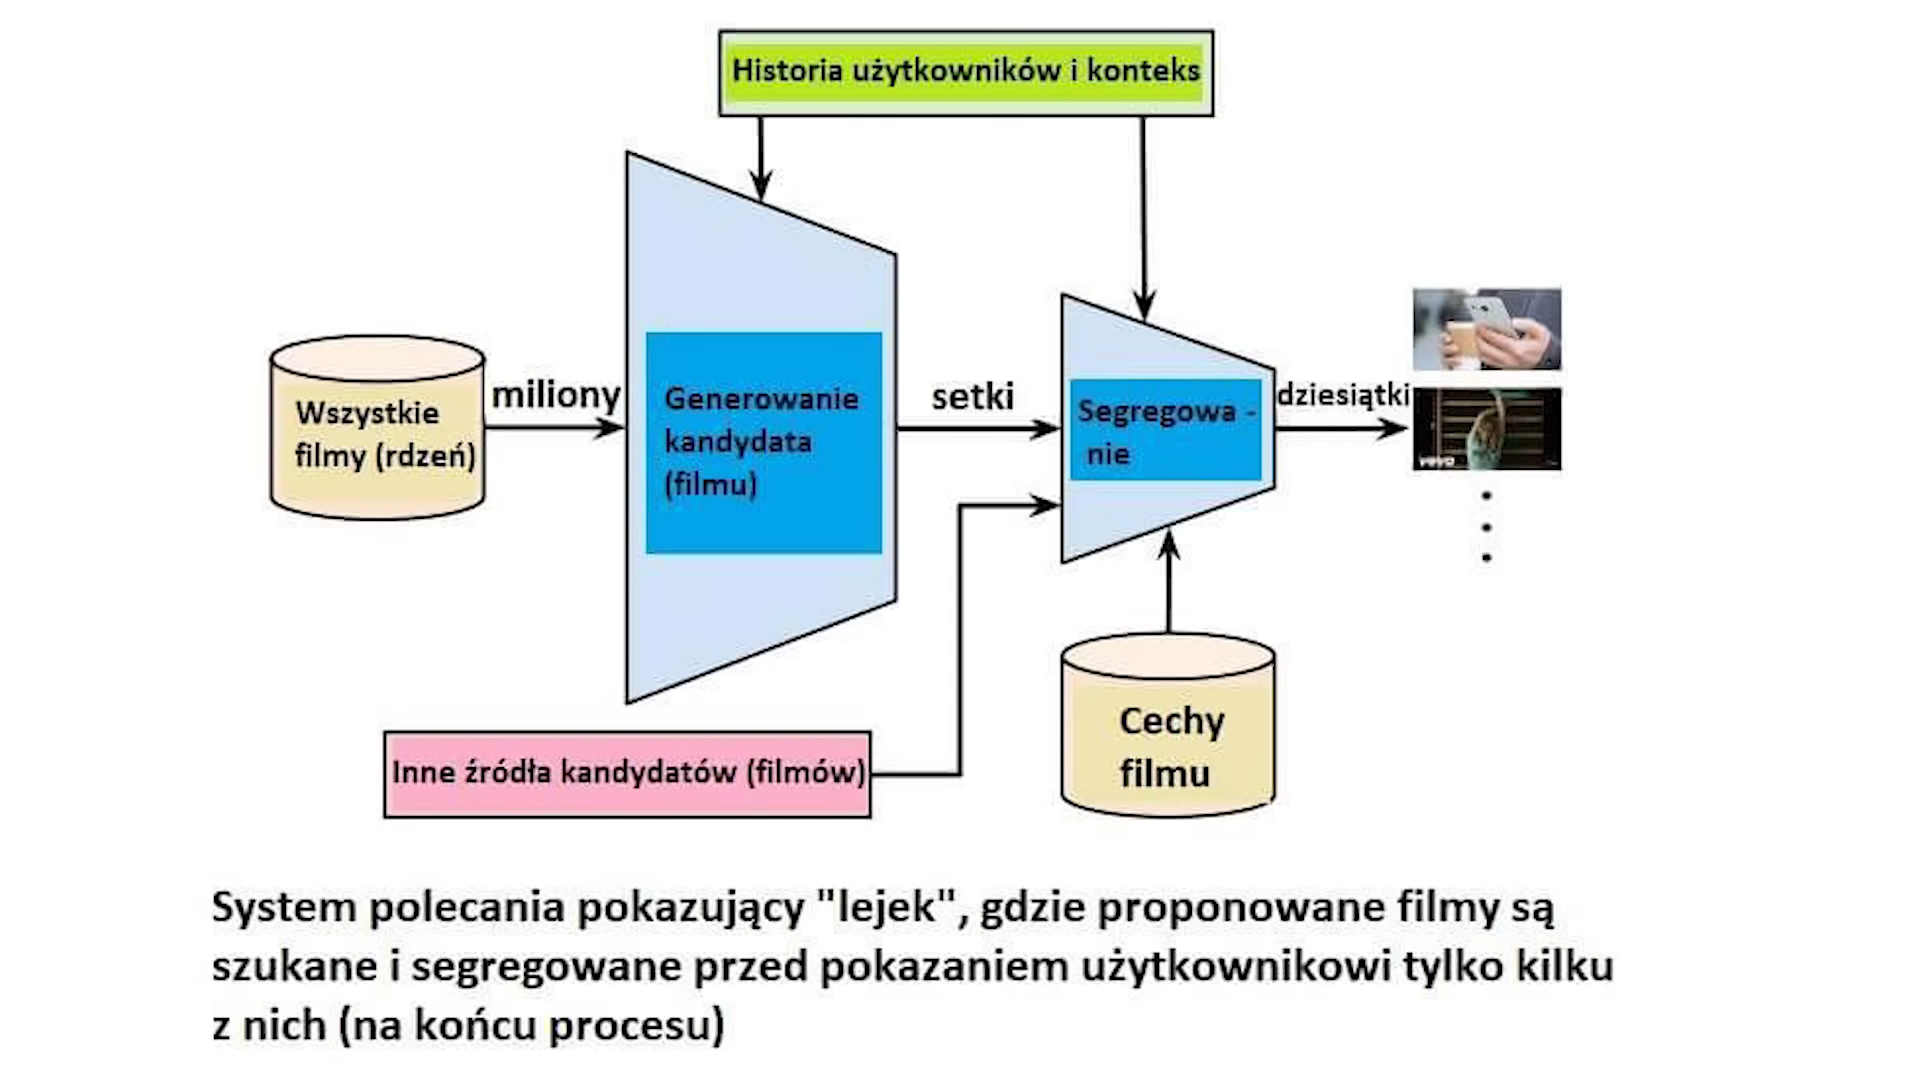 Historia użytkowników i konteks
Wszystkie
filmy (rdzeń)
miliony
Generowanie
kandydata
(filmu)
setki
Segregowa -
nie
dziesiątki
vevo
Inne źródła kandydatów (filmów)
Cechy
filmu
System polecania pokazujący "lejek", gdzie proponowane filmy są
szukane i segregowane przed pokazaniem użytkownikowi tylko kilku
z nich (na końcu procesu)